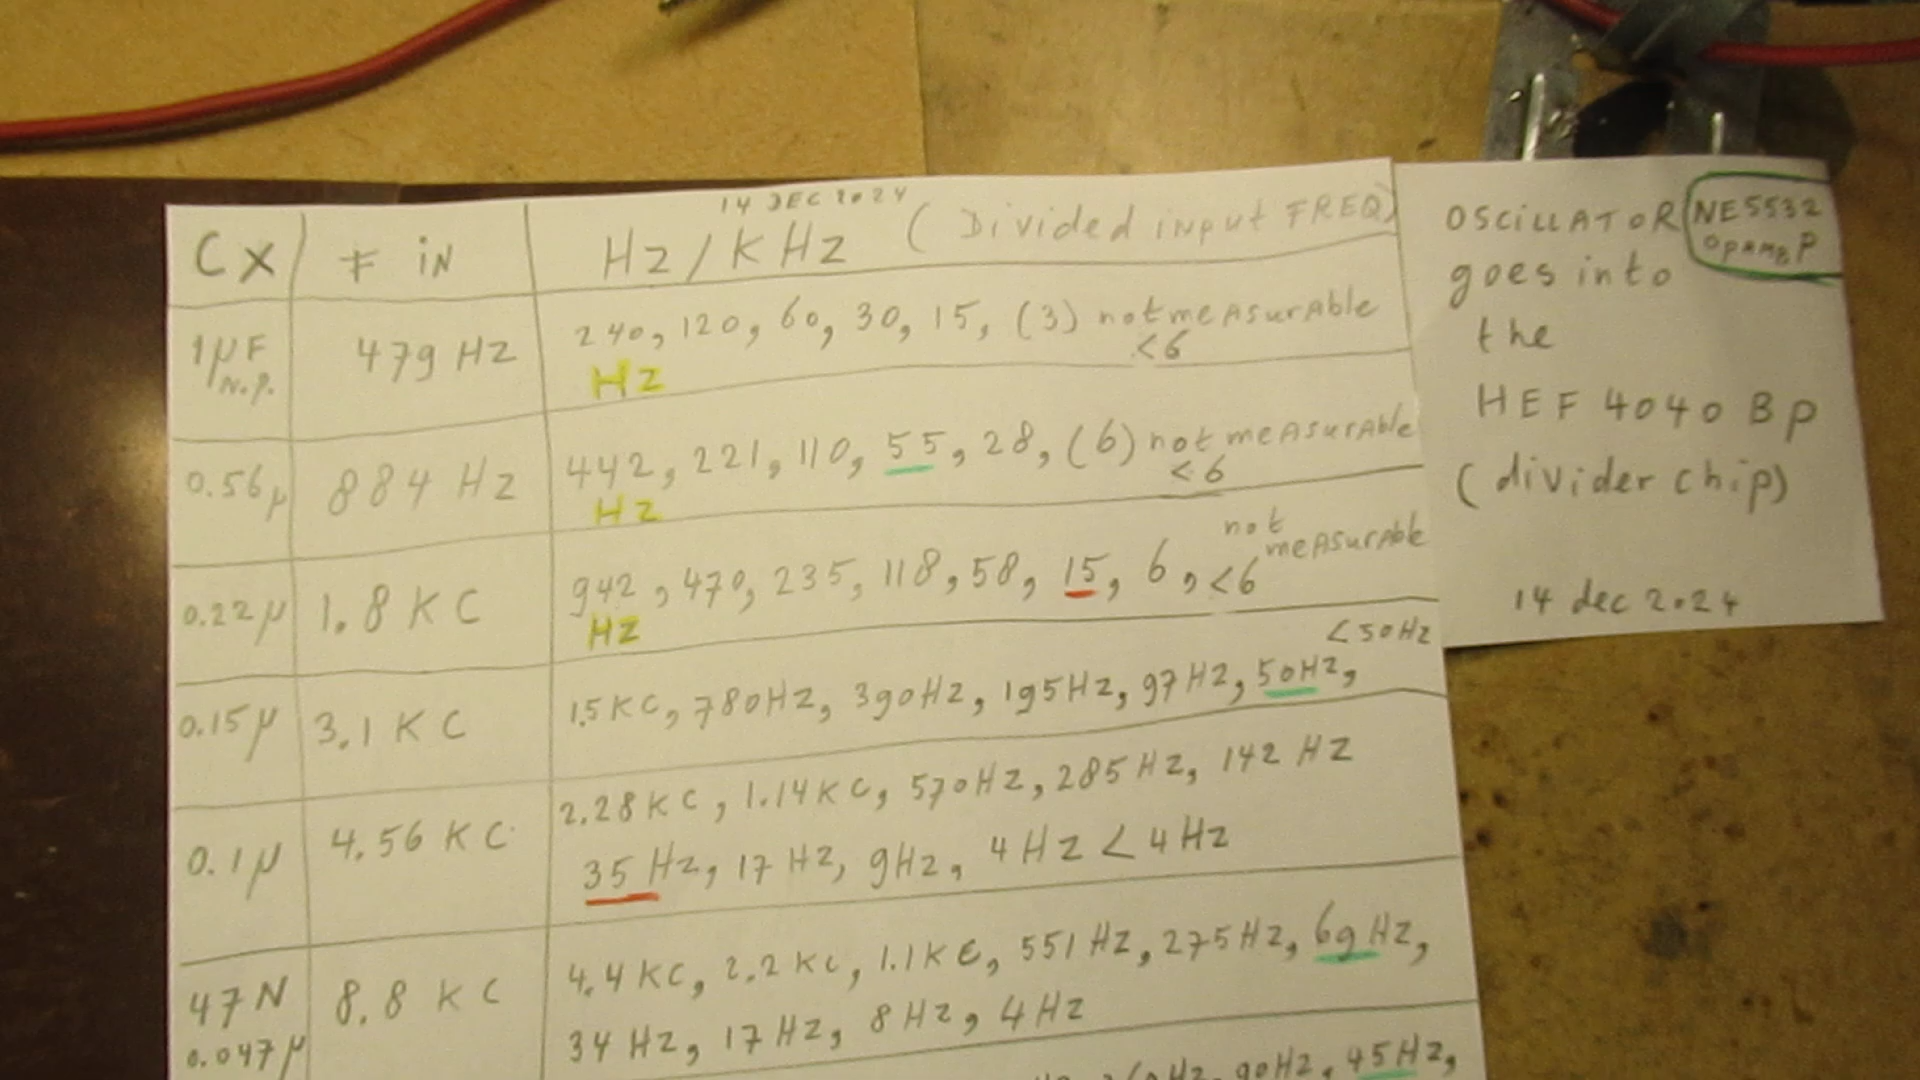 14 DEC 2024
CX F iN Hz/KHz (Divided input FREQ)
1µF N.P. 479 HZ 240, 120, 60, 30, 15, (3) not measurable <6
HZ
0.56µ 884 HZ 442, 221, 110, 55, 28, (6) not measurable <6
HZ
0.22µ 1.8 KC 942, 470, 235, 118, 58, 15, 6, <6 not measurable
HZ
0.15µ 3.1 KC 1.5KC, 780HZ, 390HZ, 195HZ, 97HZ, 50HZ, <50Hz
0.1µ 4.56 KC 2.28KC, 1.14KC, 570HZ, 285HZ, 142 HZ
35 Hz, 17 HZ, 9Hz, 4 HZ < 4 Hz
47N 8.8 KC 4.4 KC, 2.2 KC, 1.1KC, 551 HZ, 275HZ, 69 HZ,
0.047µ 34 HZ, 17 HZ, 8 HZ, 4 HZ
90HZ, 45HZ,
OSCiLLATOR NE5532
OPAMP
goes into
the
HEF 4040 BP
(divider chip)
14 dec 2024